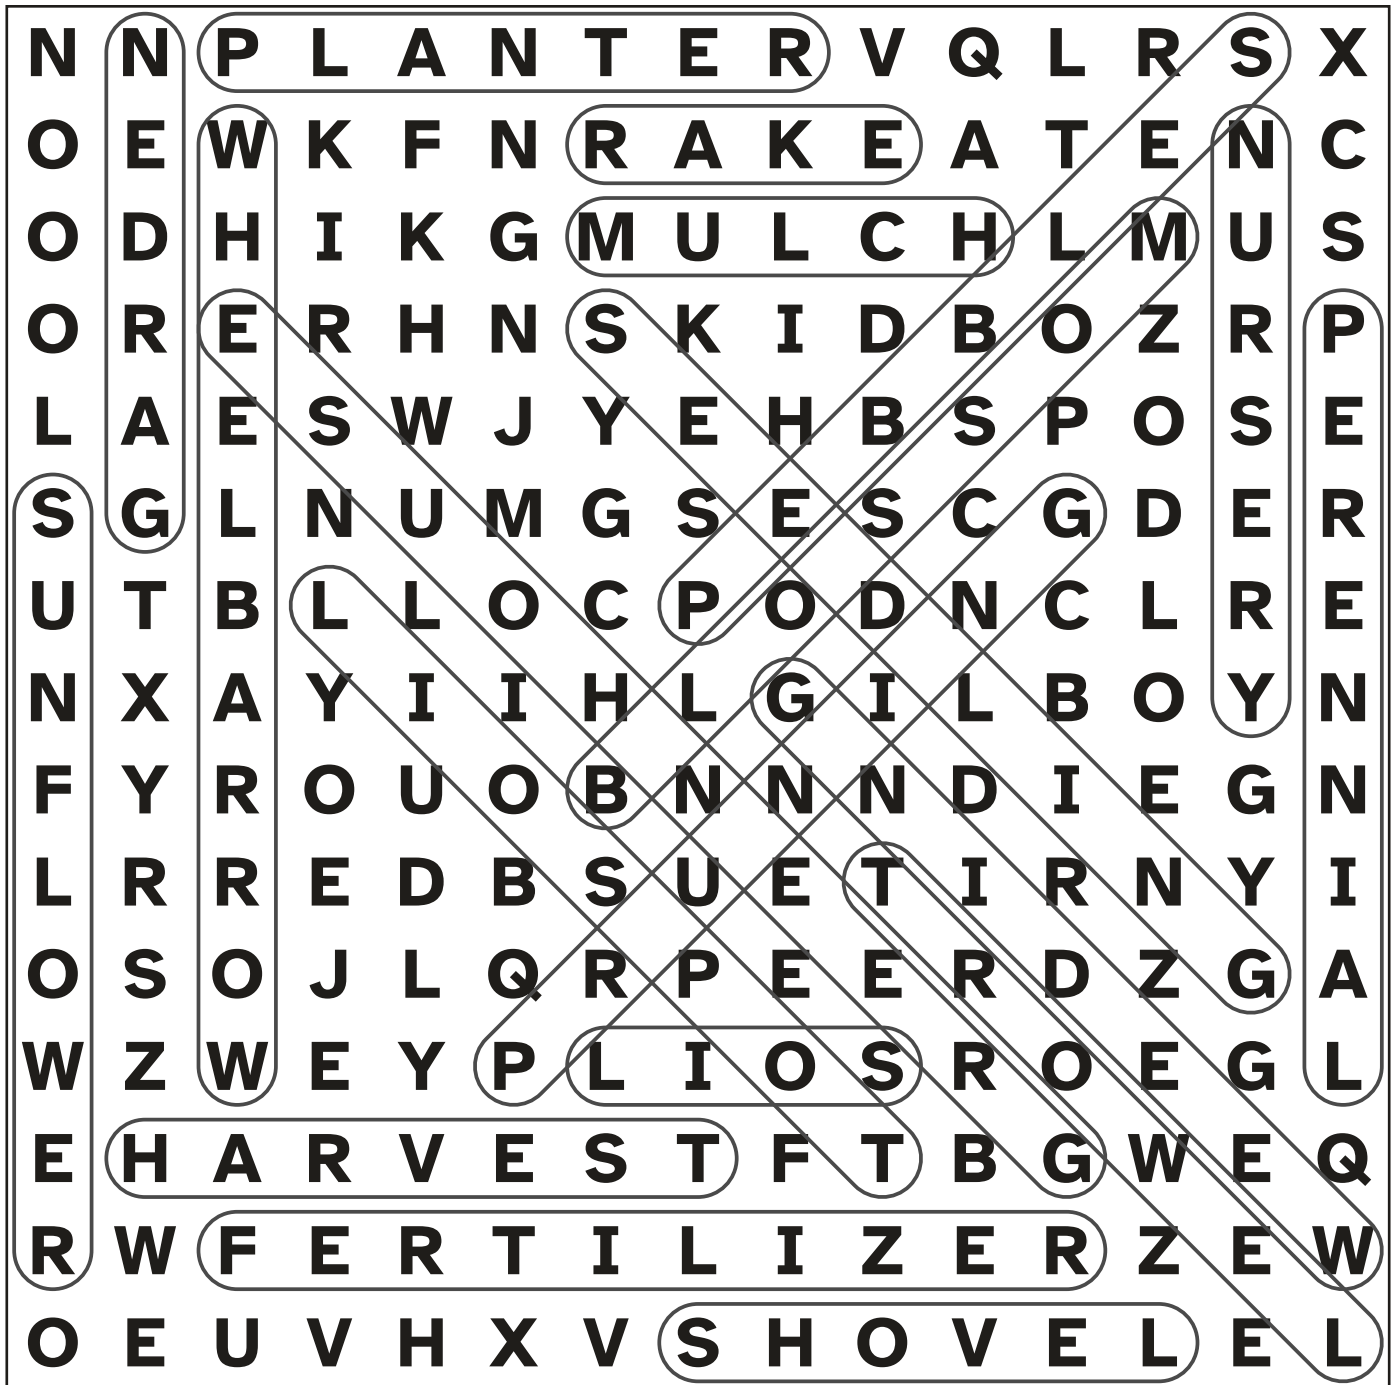 N N P L A N T E R V Q L R S X
O E W K F N R A K E A T E N C
O D H I K G M U L C H L M U S
O R E R H N S K I D B O Z R P
L A E S W J Y E H B S P O S E
S G L N U M G S E S C G D E R
U T B L L O C P O D N C L R E
N X A Y I I H L G I L B O Y N
F Y R O U O B N N N D I E G N
L R R E D B S U E T I R N Y I
O S O J L Q R P E E R D Z G A
W Z W E Y P L I O S R O E G L
E H A R V E S T F T B G W E Q
R W F E R T I L I Z E R Z E W
O E U V H X V S H O V E L E L